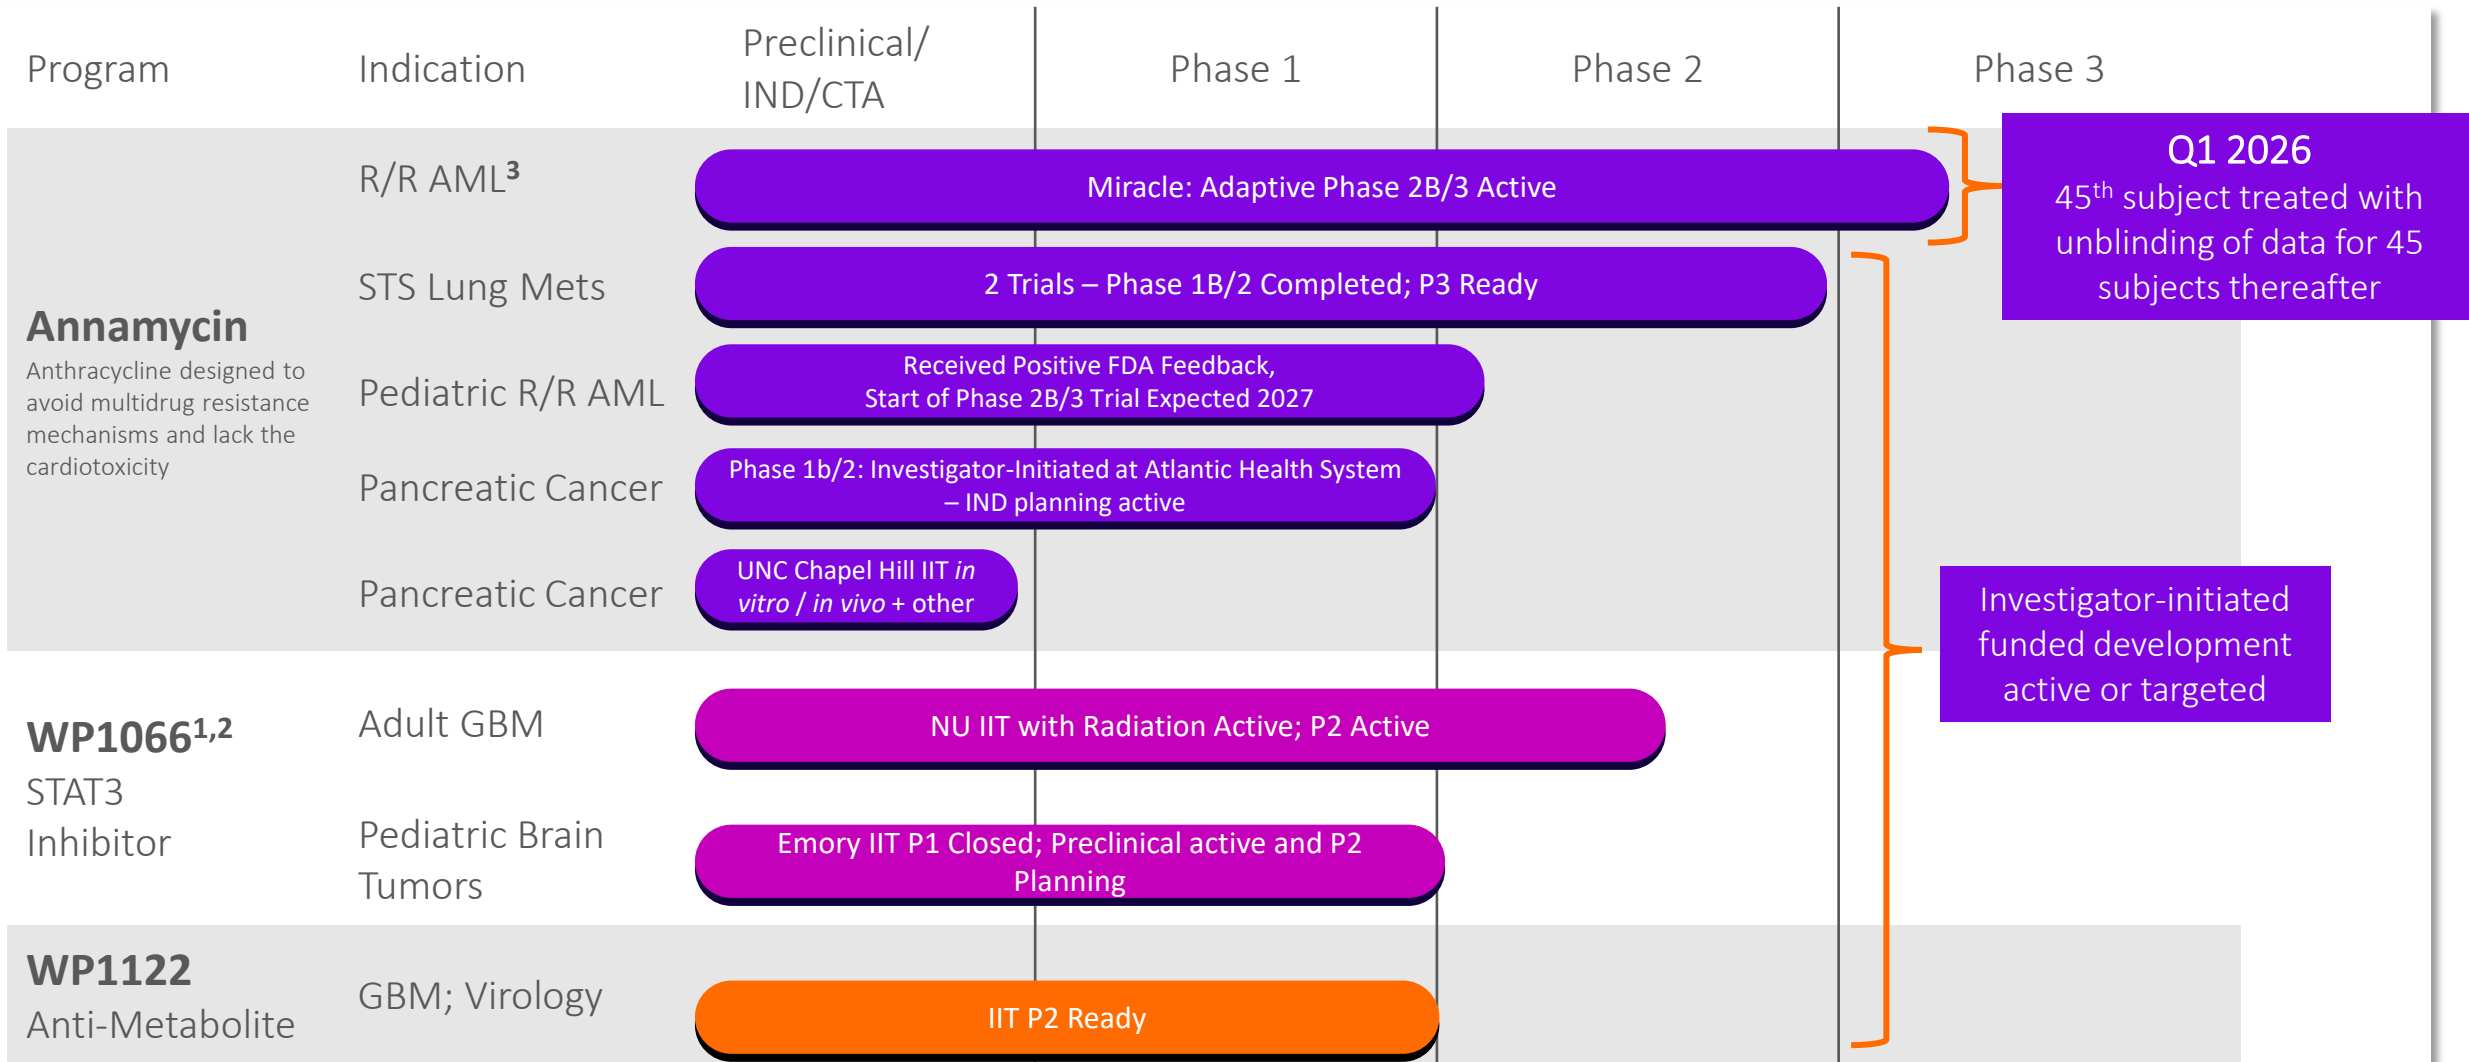 Program
Indication
Preclinical/
IND/CTA
Phase 1
Phase 2
Phase 3
Annamycin
Anthracycline designed to
avoid multidrug resistance
mechanisms and lack the
cardiotoxicity
R/R AML³
Miracle: Adaptive Phase 2B/3 Active
Q1 2026
45th subject treated with
unblinding of data for 45
subjects thereafter
STS Lung Mets
2 Trials – Phase 1B/2 Completed; P3 Ready
Pediatric R/R AML
Received Positive FDA Feedback,
Start of Phase 2B/3 Trial Expected 2027
Pancreatic Cancer
Phase 1b/2: Investigator-Initiated at Atlantic Health System
– IND planning active
Pancreatic Cancer
UNC Chapel Hill IIT in
vitro / in vivo + other
Investigator-initiated
funded development
active or targeted
WP1066¹,²
STAT3
Inhibitor
Adult GBM
NU IIT with Radiation Active; P2 Active
Pediatric Brain
Tumors
Emory IIT P1 Closed; Preclinical active and P2
Planning
WP1122
Anti-Metabolite
GBM; Virology
IIT P2 Ready